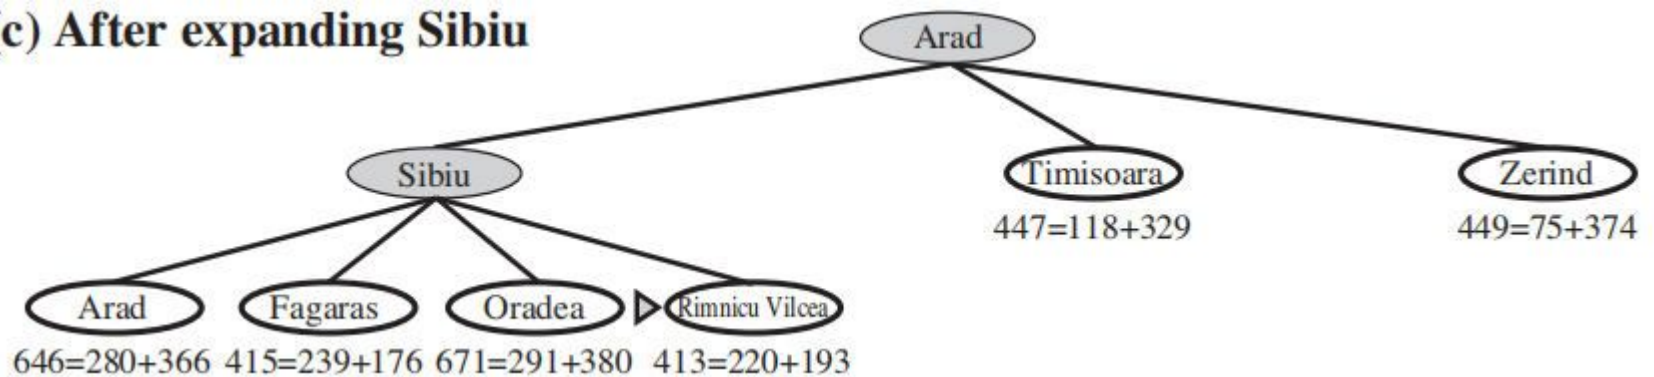 (c) After expanding Sibiu
Arad
Sibiu
Timisoara
Zerind
447=118+329
449=75+374
Arad
Fagaras
Oradea
Rimnicu Vilcea
646=280+366
415=239+176
671=291+380
413=220+193